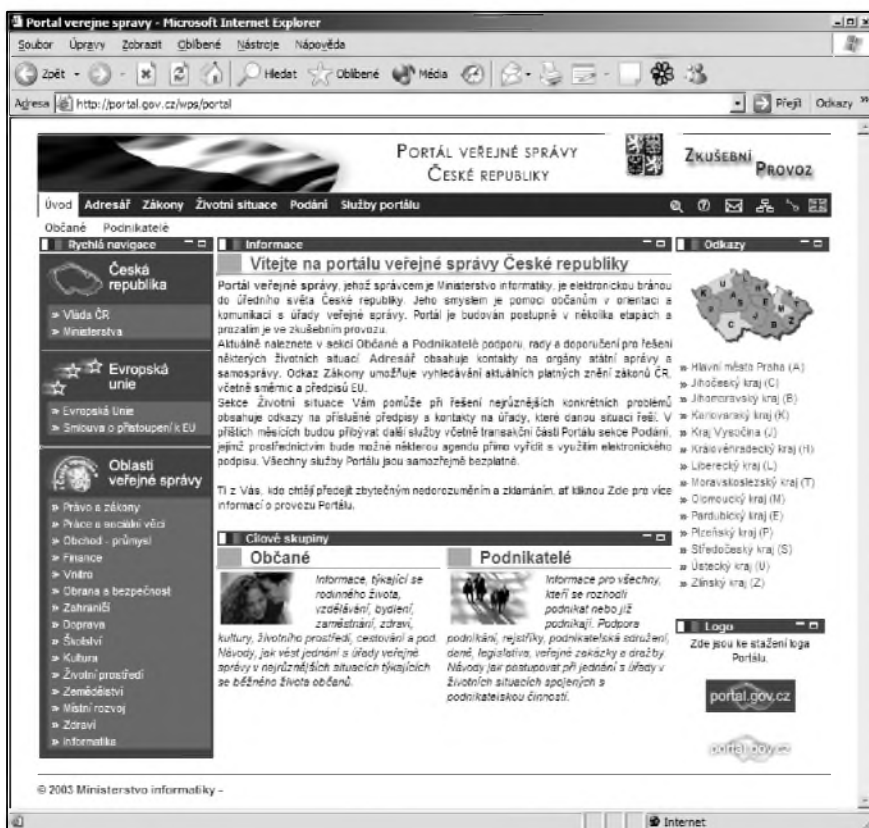 Portal verejne spravy - Microsoft Internet Explorer
Soubor Úpravy Zobrazit Oblíbené Nástroje Nápověda
Zpět Hledat Oblíbené Média
Adresa http://portal.gov.cz/wps/portal Přejít Odkazy
PORTÁL VEŘEJNÉ SPRÁVY
ČESKÉ REPUBLIKY
ZKUŠEBNÍ
PROVOZ
Úvod Adresář Zákony Životní situace Podání Služby portálu
Občané Podnikatelé
Rychlá navigace
Česká
republika
» Vláda ČR
» Ministerstva
Evropská
unie
» Evropská Unie
» Smlouva o přistoupení k EU
Oblasti
veřejné správy
» Právo a zákony
» Práce a sociální věci
» Obchod - průmysl
» Finance
» Vnitro
» Obrana a bezpečnost
» Zahraničí
» Doprava
» Školství
» Kultura
» Životní prostředí
» Zemědělství
» Místní rozvoj
» Zdraví
» Informatika
Informace
Vítejte na portálu veřejné správy České republiky
Portál veřejné správy, jehož správcem je Ministerstvo informatiky, je elektronickou bránou
do úředního světa České republiky. Jeho smyslem je pomoci občanům v orientaci a
komunikaci s úřady veřejné správy. Portál je budován postupně v několika etapách a
prozatím je ve zkušebním provozu.
Aktuálně naleznete v sekci Občané a Podnikatelé podporu, rady a doporučení pro řešení
některých životních situací. Adresář obsahuje kontakty na orgány státní správy a
samosprávy. Odkaz Zákony umožňuje vyhledávání aktuálních platných znění zákonů ČR,
včetně směrnic a předpisů EU.
Sekce Životní situace Vám pomůže při řešení nejrůznějších konkrétních problémů
obsahuje odkazy na příslušné předpisy a kontakty na úřady, které danou situaci řeší. V
příštích měsících budou přibývat další služby včetně transakční části Portálu sekce Podání,
jejímž prostřednictvím bude možné některou agendu přímo vyřídit s využitím elektronického
podpisu. Všechny služby Portálu jsou samozřejmě bezplatné.
Ti z Vás, kdo chtějí předejít zbytečným nedorozuměním a zklamáním, ať kliknou Zde pro více
informací o provozu Portálu.
Cílové skupiny
Občané
Informace, týkající se
rodinného života,
vzdělávání, bydlení,
zaměstnání, zdraví,
kultury, životního prostředí, cestování a pod.
Návody, jak vést jednání s úřady veřejné
správy v nejrůznějších situacích týkajících
se běžného života občanů.
Podnikatelé
Informace pro všechny,
kteří se rozhodli
podnikat nebo již
podnikají. Podpora
podnikání, rejstříky, podnikatelská sdružení,
daně, legislativa, veřejné zakázky a dražby.
Návody jak postupovat při jednání s úřady v
životních situacích spojených s
podnikatelskou činností.
Odkazy
» Hlavní město Praha (A)
» Jihočeský kraj (C)
» Jihomoravský kraj (B)
» Karlovarský kraj (K)
» Kraj Vysočina (J)
» Královéhradecký kraj (H)
» Liberecký kraj (L)
» Moravskoslezský kraj (T)
» Olomoucký kraj (M)
» Pardubický kraj (E)
» Plzeňský kraj (P)
» Středočeský kraj (S)
» Ústecký kraj (U)
» Zlínský kraj (Z)
Logo
Zde jsou ke stažení loga
Portálu.
portal.gov.cz
portal.gov.cz
© 2003 Ministerstvo informatiky -
Internet